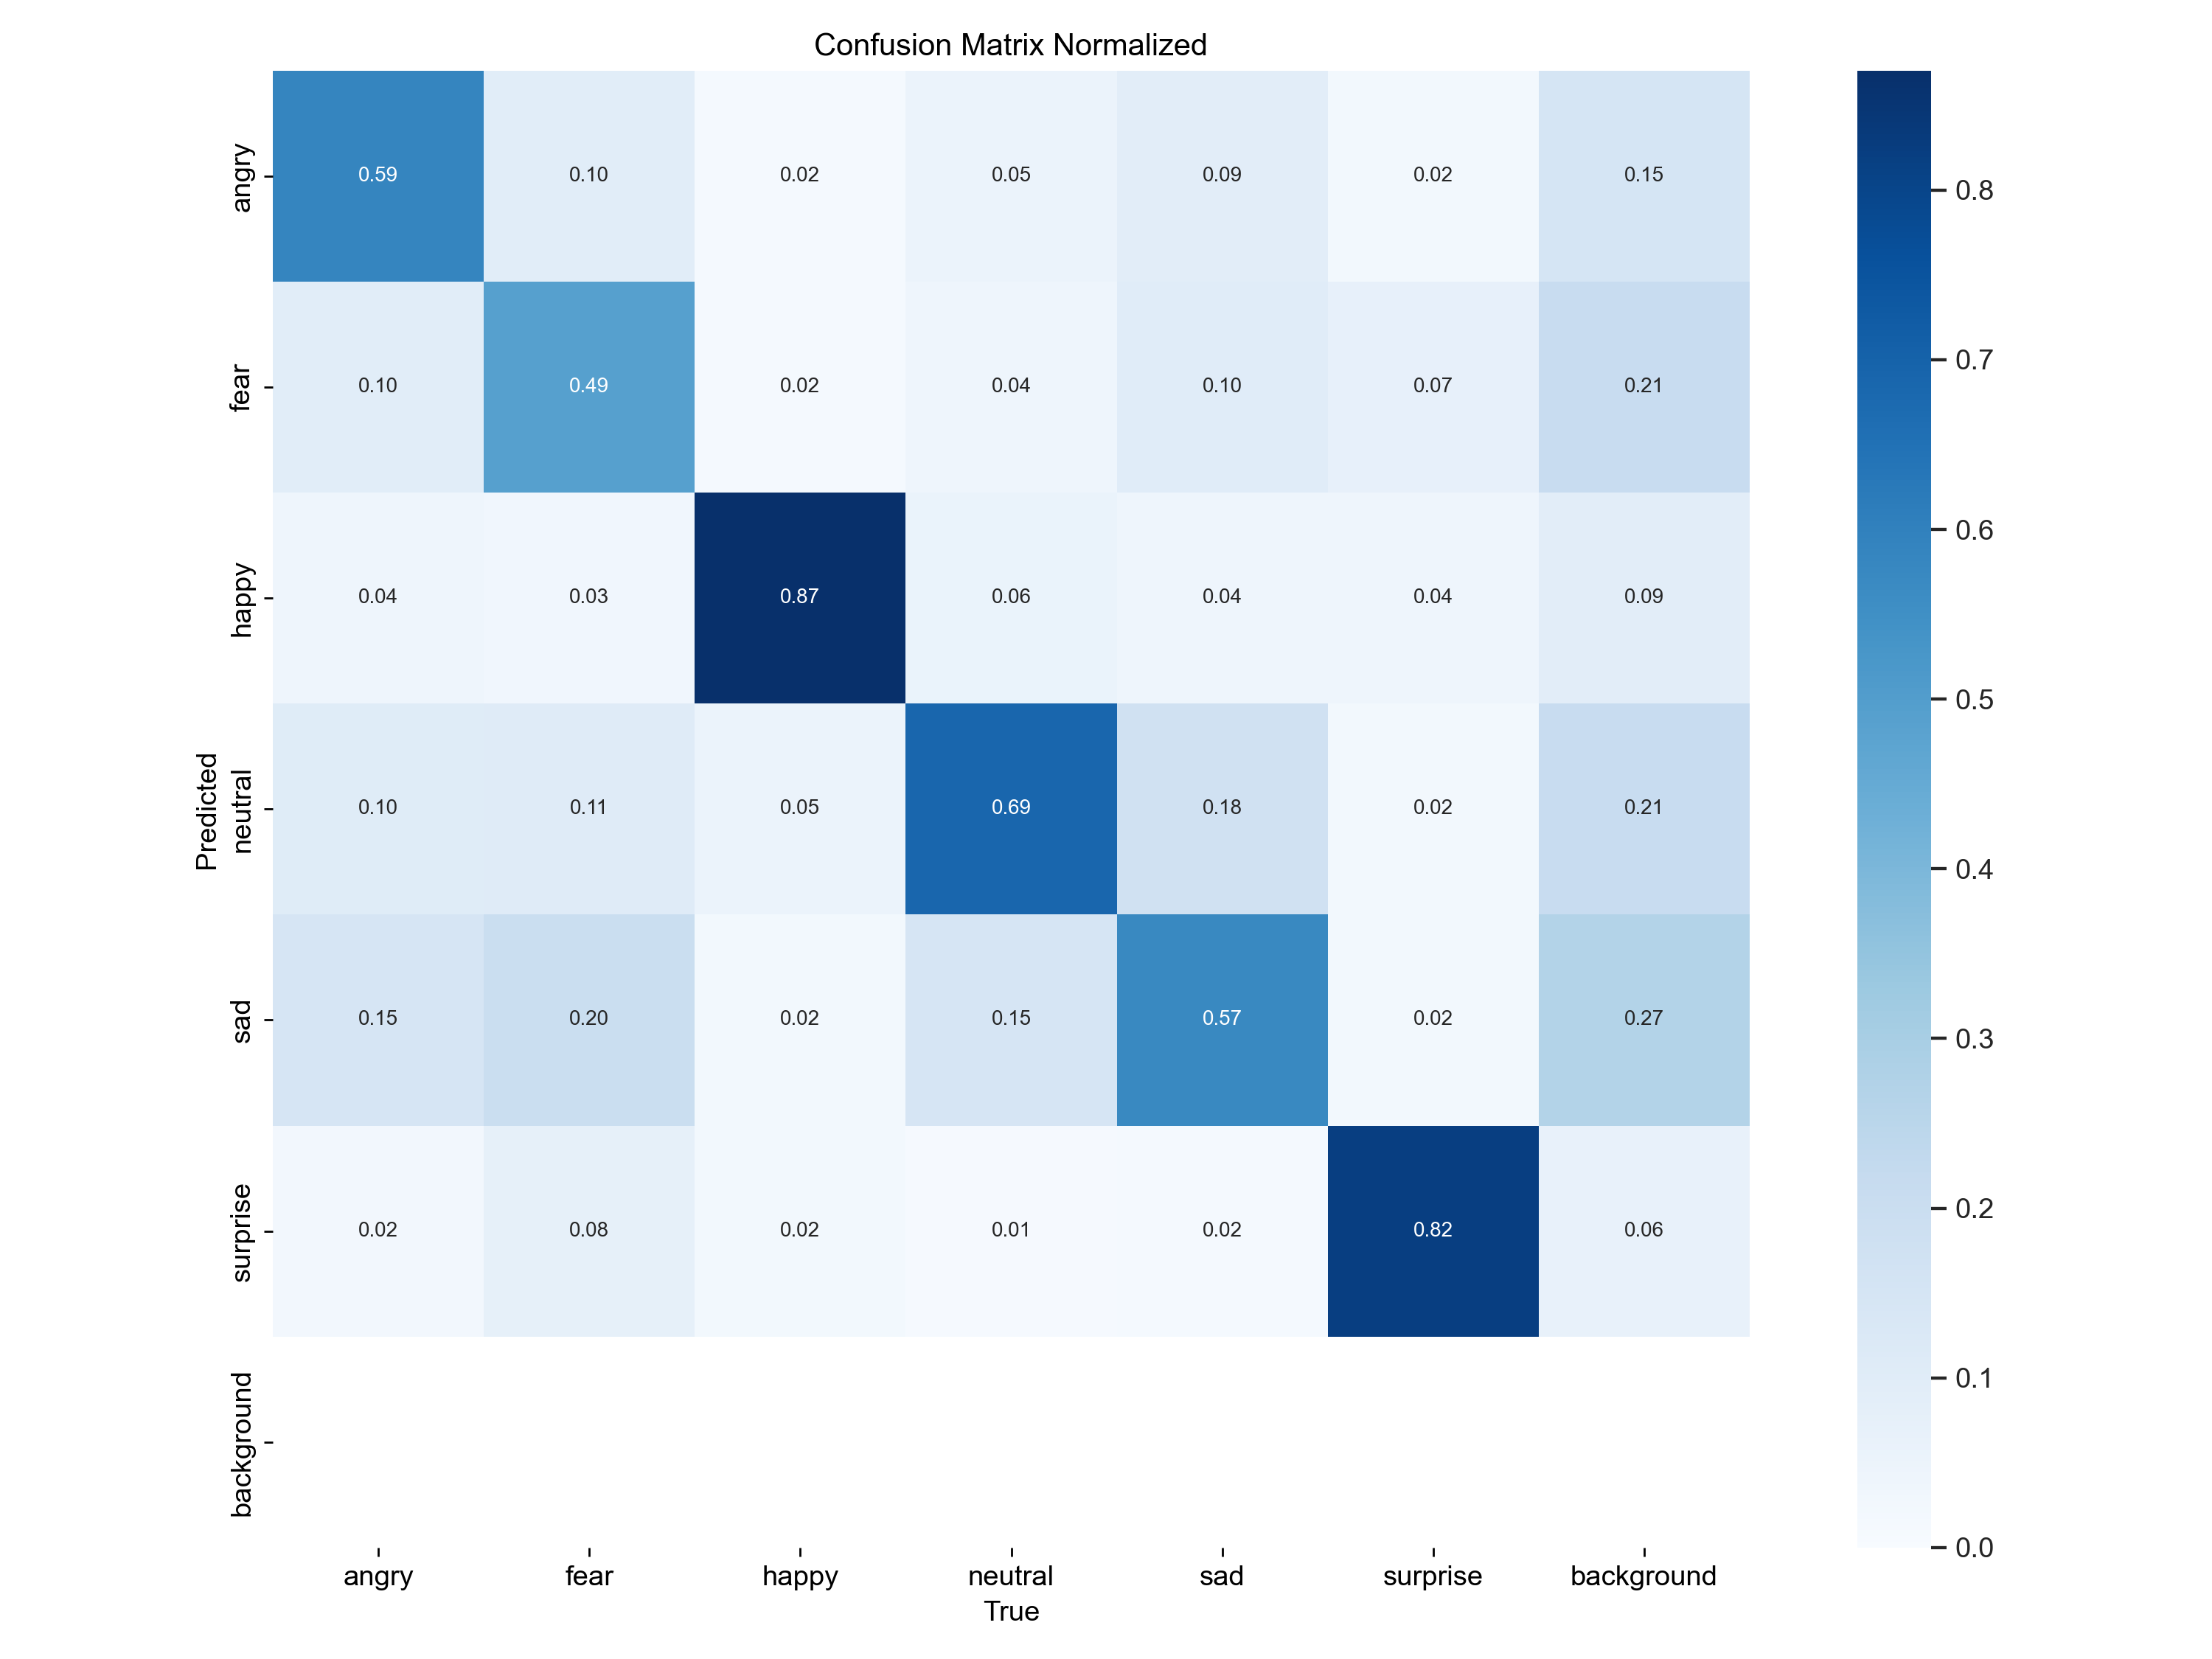 Confusion Matrix Normalized
angry 0.59 0.10 0.02 0.05 0.09 0.02 0.15
fear 0.10 0.49 0.02 0.04 0.10 0.07 0.21
happy 0.04 0.03 0.87 0.06 0.04 0.04 0.09
neutral 0.10 0.11 0.05 0.69 0.18 0.02 0.21
sad 0.15 0.20 0.02 0.15 0.57 0.02 0.27
surprise 0.02 0.08 0.02 0.01 0.02 0.82 0.06
background
Predicted
angry fear happy neutral sad surprise background
True
0.8
0.7
0.6
0.5
0.4
0.3
0.2
0.1
0.0